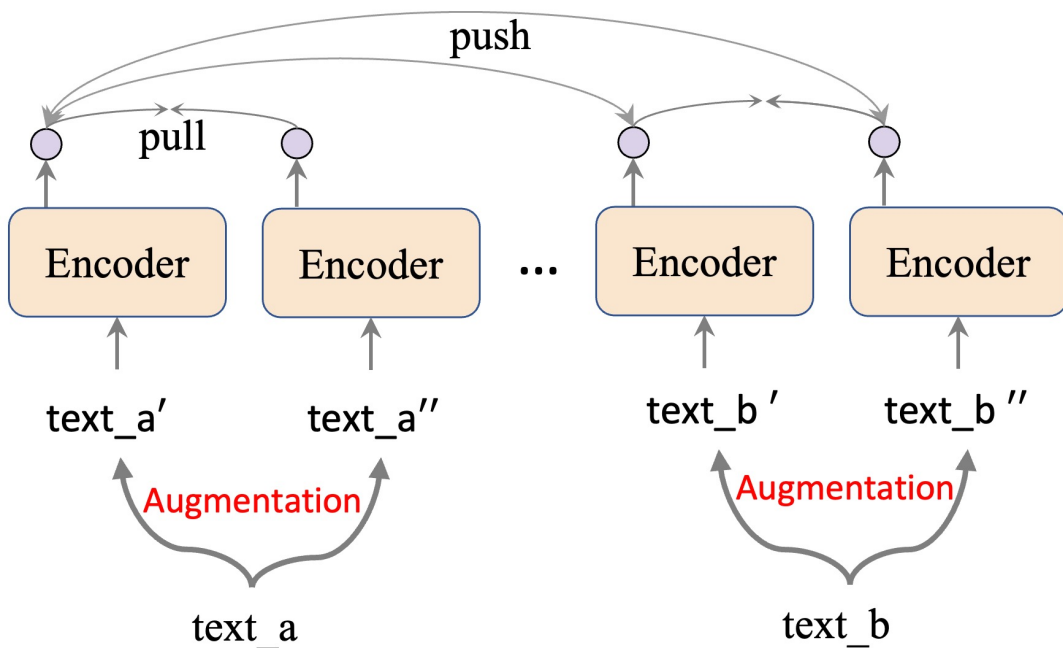 push
pull
Encoder Encoder ... Encoder Encoder
text_a′ text_a″ text_b ′ text_b ″
Augmentation Augmentation
text_a text_b